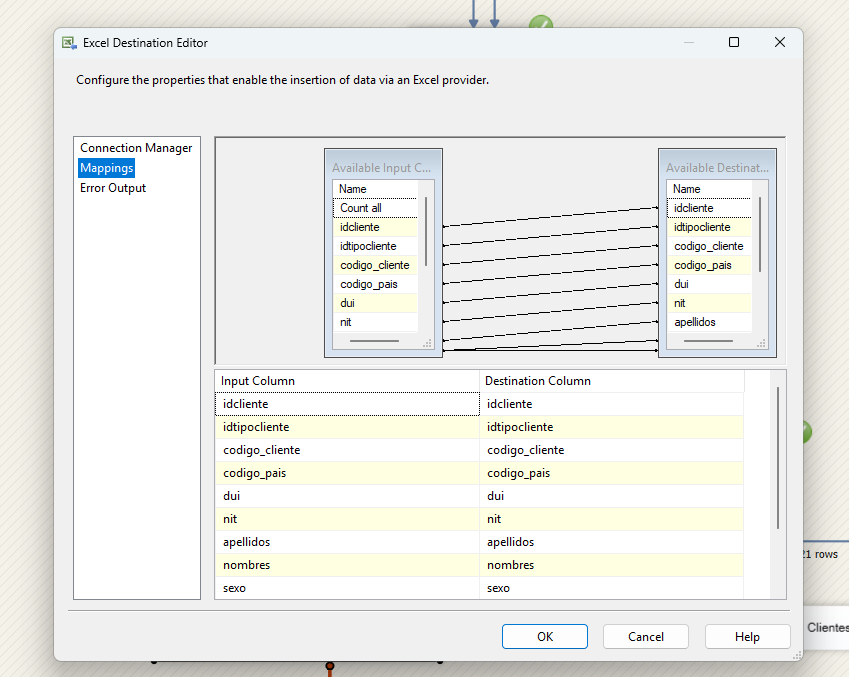 Excel Destination Editor
Configure the properties that enable the insertion of data via an Excel provider.
Connection Manager
Mappings
Error Output
Available Input C...
Name
Count all
idcliente
idtipocliente
codigo_cliente
codigo_pais
dui
nit
Available Destinat...
Name
idcliente
idtipocliente
codigo_cliente
codigo_pais
dui
nit
apellidos
Input Column Destination Column
idcliente idcliente
idtipocliente idtipocliente
codigo_cliente codigo_cliente
codigo_pais codigo_pais
dui dui
nit nit
apellidos apellidos
nombres nombres
sexo sexo
21 rows
Clientes
OK Cancel Help